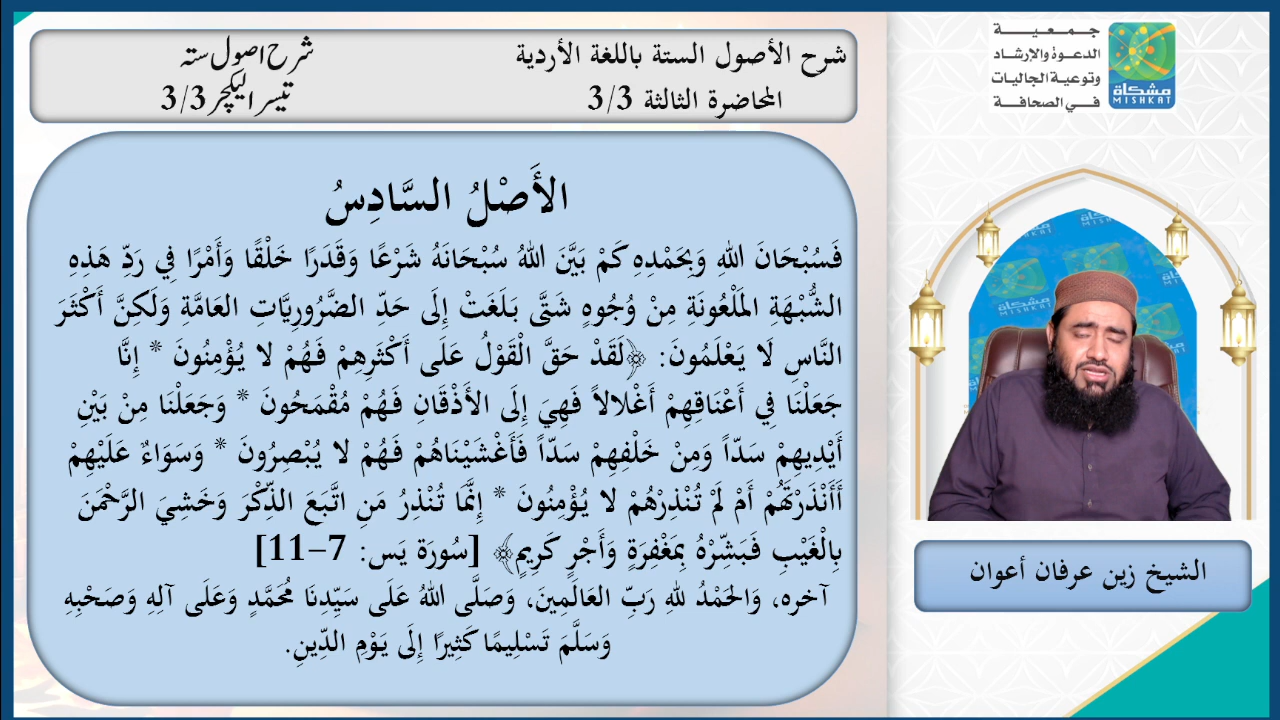 شرح الأصول الستة باللغة الأردية
المحاضرة الثالثة 3/3
شرح اصول ستہ
تیسرا لیکچر 3/3
جمعية
الدعوة والإرشاد
وتوعية الجاليات
في الصحافة
مشكاة
MISHKAT
الأَصْلُ السَّادِسُ
فَسُبْحَانَ اللهِ وَبِحَمْدِهِ كَمْ بَيَّنَ اللهُ سُبْحَانَهُ شَرْعًا وَقَدَرًا خَلْقًا وَأَمْرًا فِي رَدِّ هَذِهِ
الشُّبْهَةِ المَلْعُونَةِ مِنْ وُجُوهٍ شَتَّى بَلَغَتْ إِلَى حَدِّ الضَّرُورِيَّاتِ العَامَّةِ وَلَكِنَّ أَكْثَرَ
النَّاسِ لَا يَعْلَمُونَ: ﴿لَقَدْ حَقَّ الْقَوْلُ عَلَى أَكْثَرِهِمْ فَهُمْ لا يُؤْمِنُونَ * إِنَّا
جَعَلْنَا فِي أَعْنَاقِهِمْ أَغْلالاً فَهِيَ إِلَى الأَذْقَانِ فَهُمْ مُقْمَحُونَ * وَجَعَلْنَا مِنْ بَيْنِ
أَيْدِيهِمْ سَدّاً وَمِنْ خَلْفِهِمْ سَدّاً فَأَغْشَيْنَاهُمْ فَهُمْ لا يُبْصِرُونَ * وَسَوَاءٌ عَلَيْهِمْ
أَأَنْذَرْتَهُمْ أَمْ لَمْ تُنْذِرْهُمْ لا يُؤْمِنُونَ * إِنَّمَا تُنْذِرُ مَنِ اتَّبَعَ الذِّكْرَ وَخَشِيَ الرَّحْمَنَ
بِالْغَيْبِ فَبَشِّرْهُ بِمَغْفِرَةٍ وَأَجْرٍ كَرِيمٍ﴾ [سُورَة يَس: 7-11]
آخره، وَالحَمْدُ للهِ رَبِّ العَالَمِينَ، وَصَلَّى اللهُ عَلَى سَيِّدِنَا مُحَمَّدٍ وَعَلَى آلِهِ وَصَحْبِهِ
وَسَلَّمَ تَسْلِيمًا كَثِيرًا إِلَى يَوْمِ الدِّينِ.
الشيخ زين عرفان أعوان